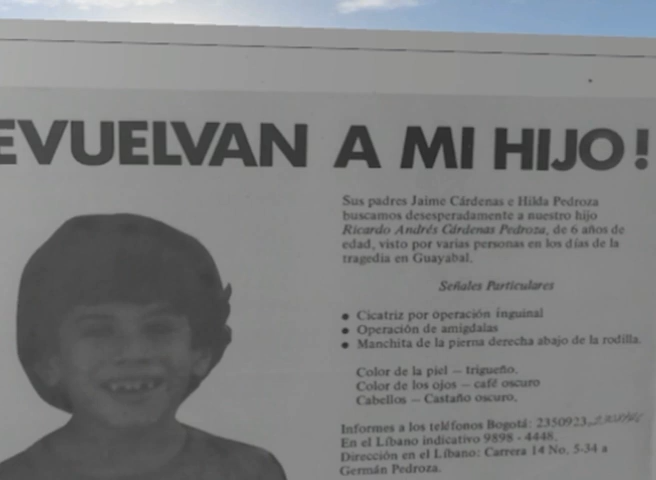 EVUELVAN A MI HIJO!
Sus padres Jaime Cárdenas e Hilda Pedroza
buscamos desesperadamente a nuestro hijo
Ricardo Andrés Cárdenas Pedroza, de 6 años de
edad, visto por varias personas en los días de la
tragedia en Guayabal.
Señales Particulares
● Cicatriz por operación inguinal
● Operación de amigdalas
● Manchita de la pierna derecha abajo de la rodilla.
Color de la piel — trigueño.
Color de los ojos — café oscuro
Cabellos — Castaño oscuro.
Informes a los teléfonos Bogotá: 2350923
En el Líbano indicativo 9898 - 4448.
Dirección en el Líbano: Carrera 14 No. 5-34 a
Germán Pedroza.